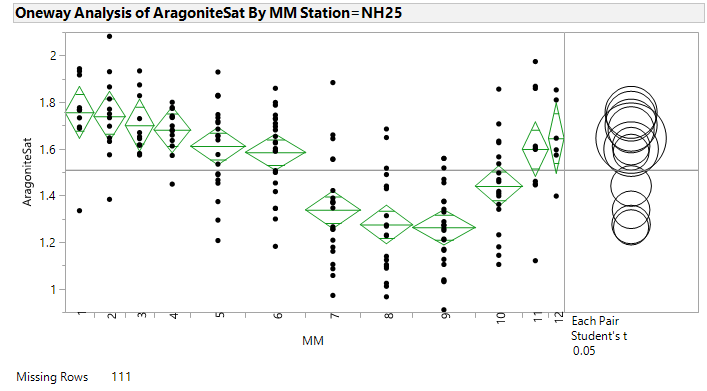 Oneway Analysis of AragoniteSat By MM Station=NH25
2
1.8
1.6
1.4
1.2
1
AragoniteSat
1 2 3 4 5 6 7 8 9 10 11 12
MM
Each Pair
Student's t
0.05
Missing Rows 111